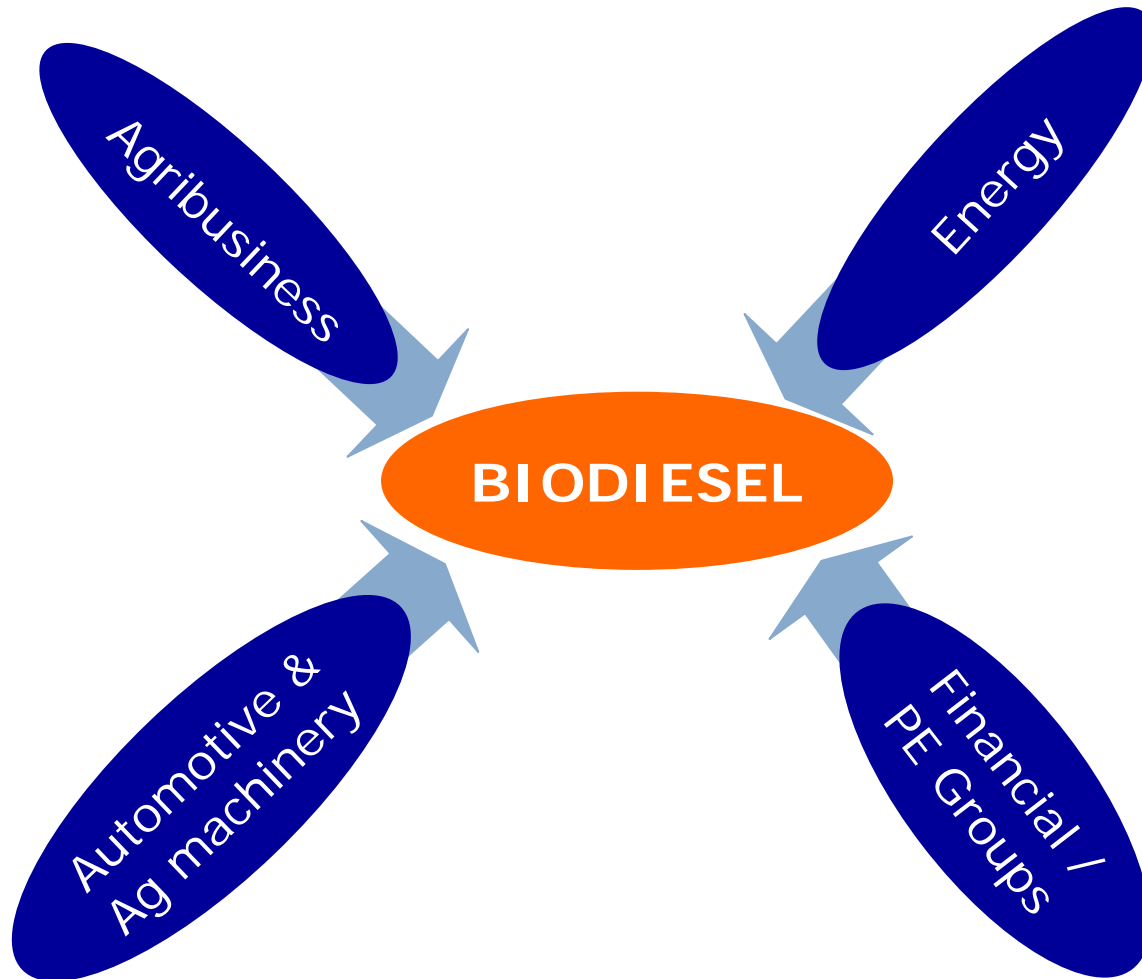 Agribusiness
Energy
BIODIESEL
Automotive &
Ag machinery
Financial /
PE Groups